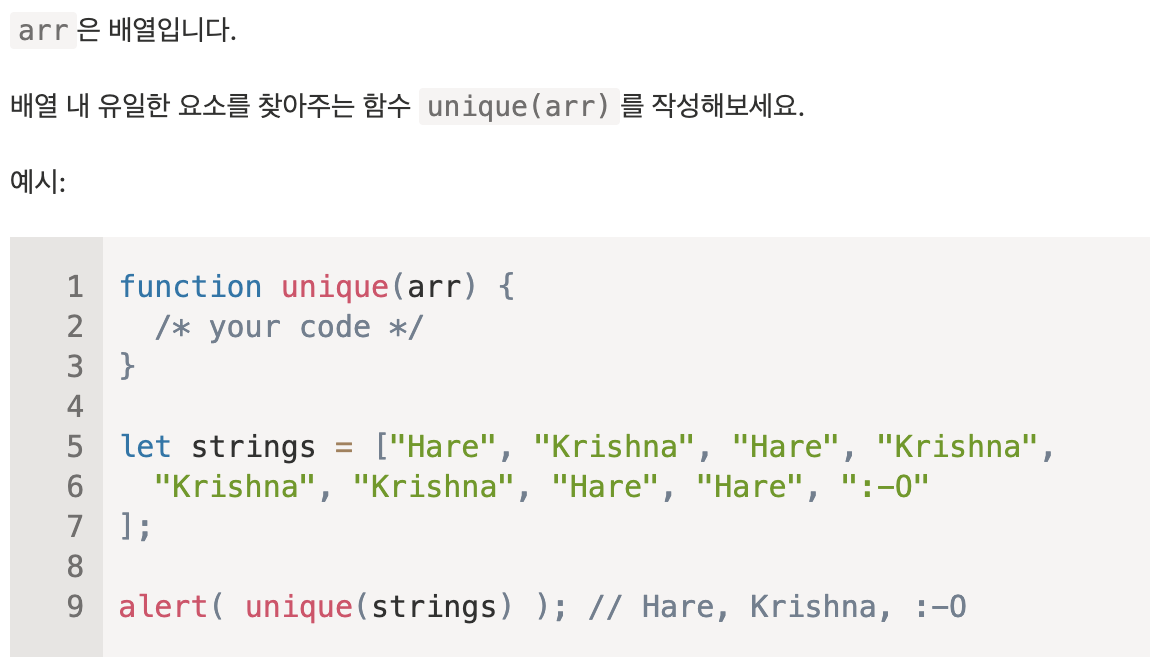 arr은 배열입니다.
배열 내 유일한 요소를 찾아주는 함수 unique(arr)를 작성해보세요.
예시:
1 function unique(arr) {
2   /* your code */
3 }
4
5 let strings = ["Hare", "Krishna", "Hare", "Krishna",
6   "Krishna", "Krishna", "Hare", "Hare", ":-O"
7 ];
8
9 alert( unique(strings) ); // Hare, Krishna, :-O